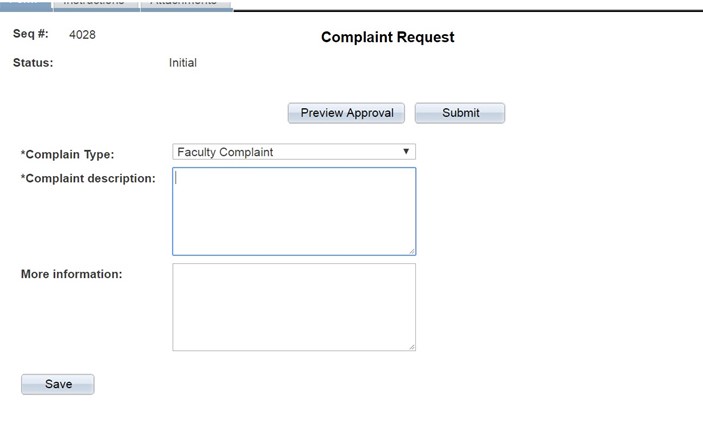 Instructions Attachments
Seq #: 4028
Complaint Request
Status: Initial
Preview Approval Submit
*Complain Type: Faculty Complaint
*Complaint description:
More information:
Save